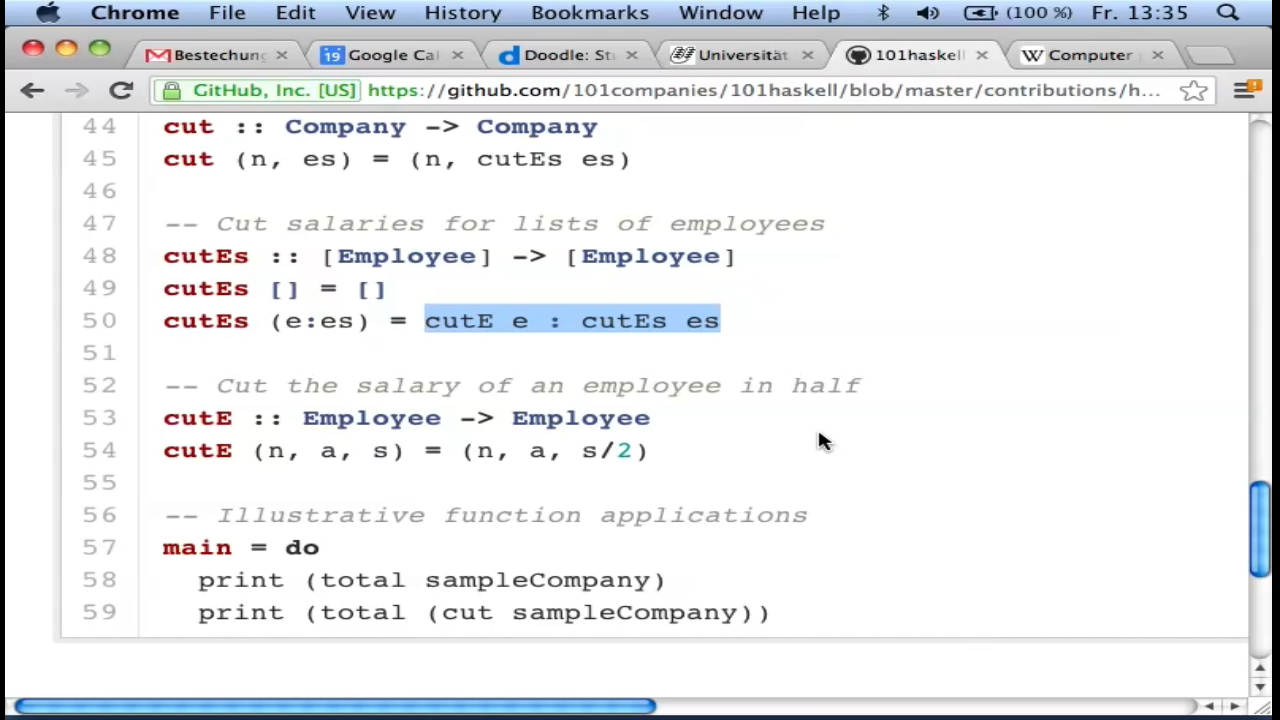 Chrome File Edit View History Bookmarks Window Help (100 %) Fr. 13:35
Bestechung 19 Google Cal Doodle: Stu Universität 101haskell W Computer
GitHub, Inc. [US] https://github.com/101companies/101haskell/blob/master/contributions/h...
44 cut :: Company -> Company
45 cut (n, es) = (n, cutEs es)
46
47 -- Cut salaries for lists of employees
48 cutEs :: [Employee] -> [Employee]
49 cutEs [] = []
50 cutEs (e:es) = cutE e : cutEs es
51
52 -- Cut the salary of an employee in half
53 cutE :: Employee -> Employee
54 cutE (n, a, s) = (n, a, s/2)
55
56 -- Illustrative function applications
57 main = do
58 print (total sampleCompany)
59 print (total (cut sampleCompany))